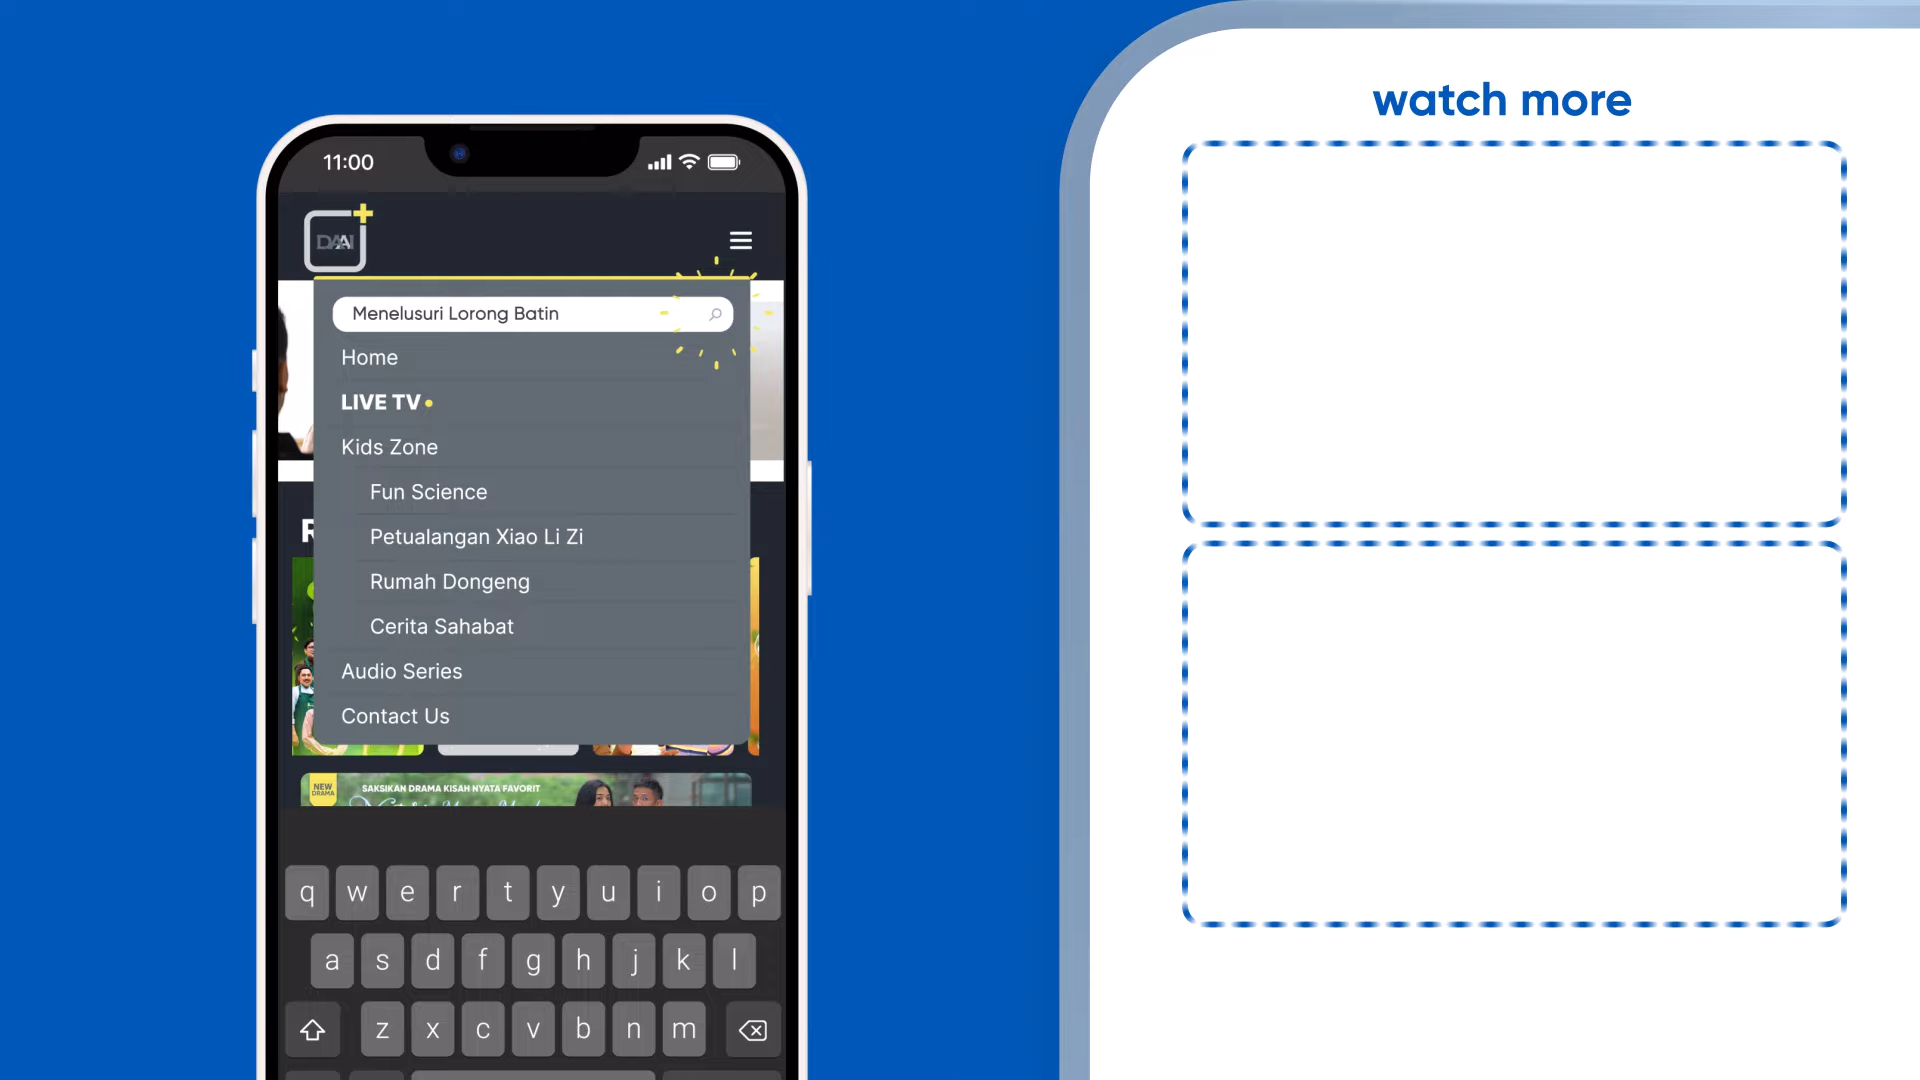 11:00
DAAI
Menelusuri Lorong Batin
Home
LIVE TV
Kids Zone
Fun Science
Petualangan Xiao Li Zi
Rumah Dongeng
Cerita Sahabat
Audio Series
Contact Us
R
NEW
DRAMA
SAKSIKAN DRAMA KISAH NYATA FAVORIT
q w e r t y u i o p
a s d f g h j k l
z x c v b n m
watch more